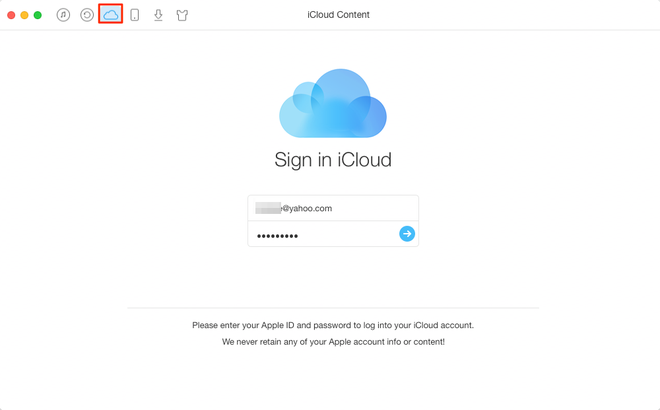 iCloud Content
Sign in iCloud
@yahoo.com
•••••••••
Please enter your Apple ID and password to log into your iCloud account.
We never retain any of your Apple account info or content!